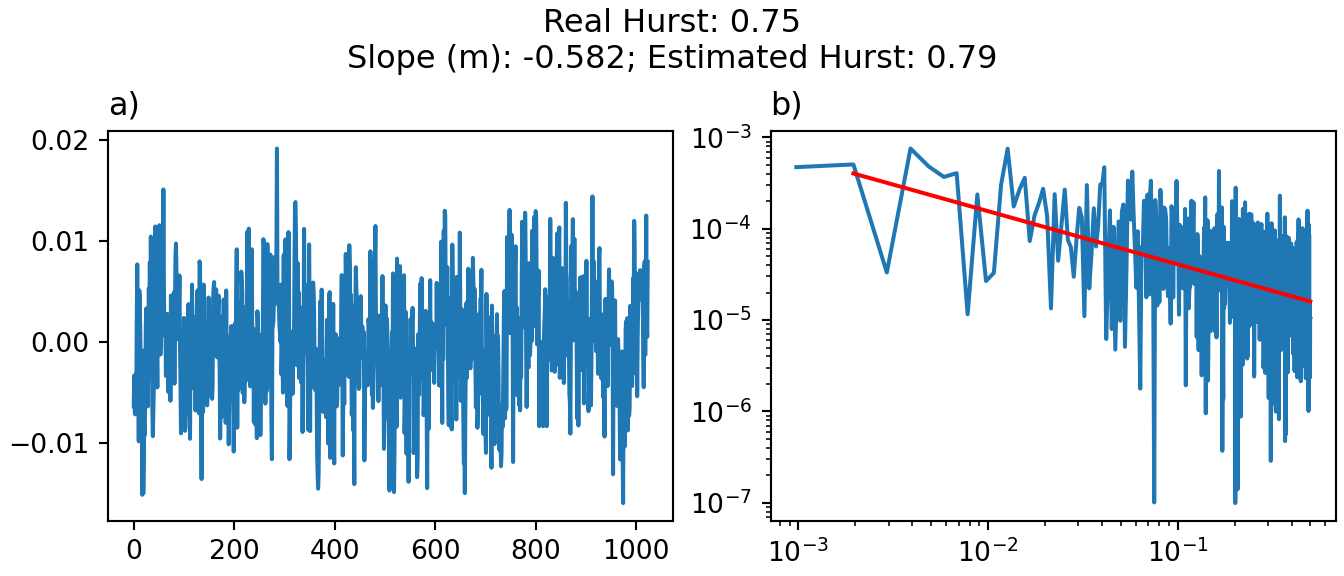 Real Hurst: 0.75
Slope (m): -0.582; Estimated Hurst: 0.79
a)
0.02
0.01
0.00
−0.01
0 200 400 600 800 1000
b)
10⁻³
10⁻⁴
10⁻⁵
10⁻⁶
10⁻⁷
10⁻³ 10⁻² 10⁻¹